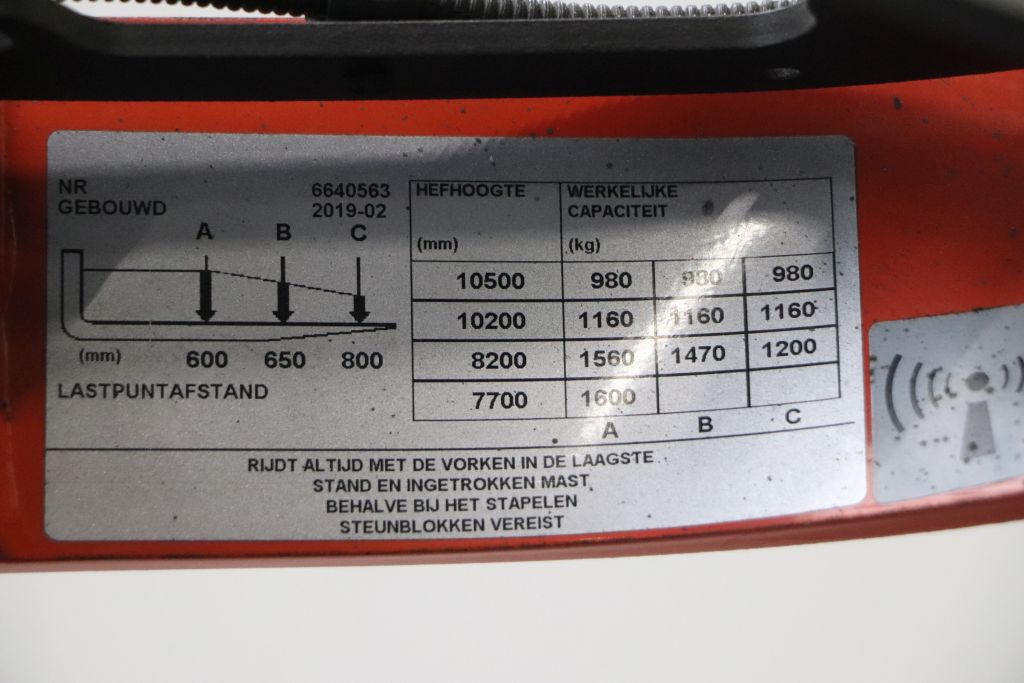 NR 6640563
GEBOUWD 2019-02
A B C
(mm) 600 650 800
LASTPUNTAFSTAND
HEFHOOGTE WERKELIJKE
CAPACITEIT
(mm) (kg)
10500 980 980 980
10200 1160 1160 1160
8200 1560 1470 1200
7700 1600
A B C
RIJDT ALTIJD MET DE VORKEN IN DE LAAGSTE
STAND EN INGETROKKEN MAST
BEHALVE BIJ HET STAPELEN
STEUNBLOKKEN VEREIST